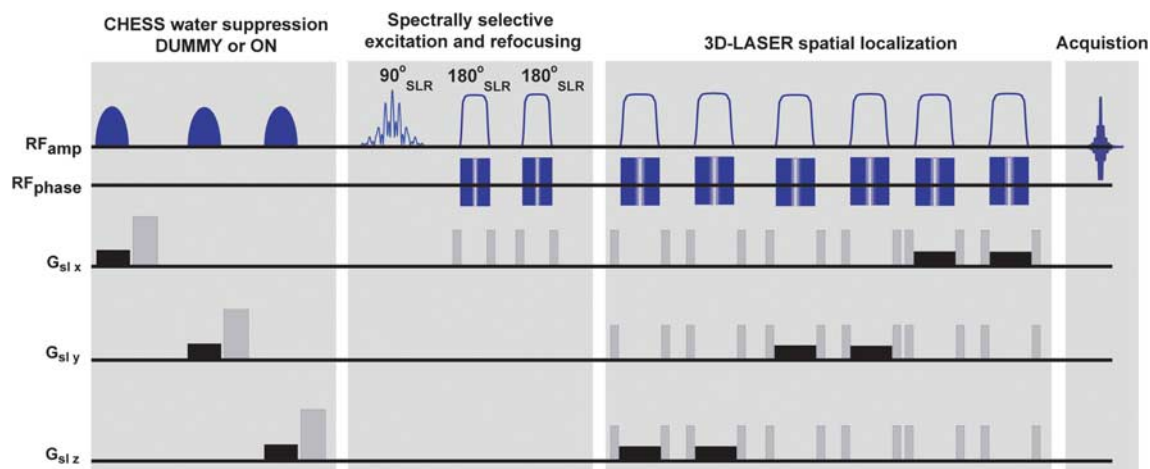 CHESS water suppression
DUMMY or ON
Spectrally selective
excitation and refocusing
3D-LASER spatial localization
Acquistion
90° SLR
180° SLR
180° SLR
RFamp
RFphase
Gsl x
Gsl y
Gsl z